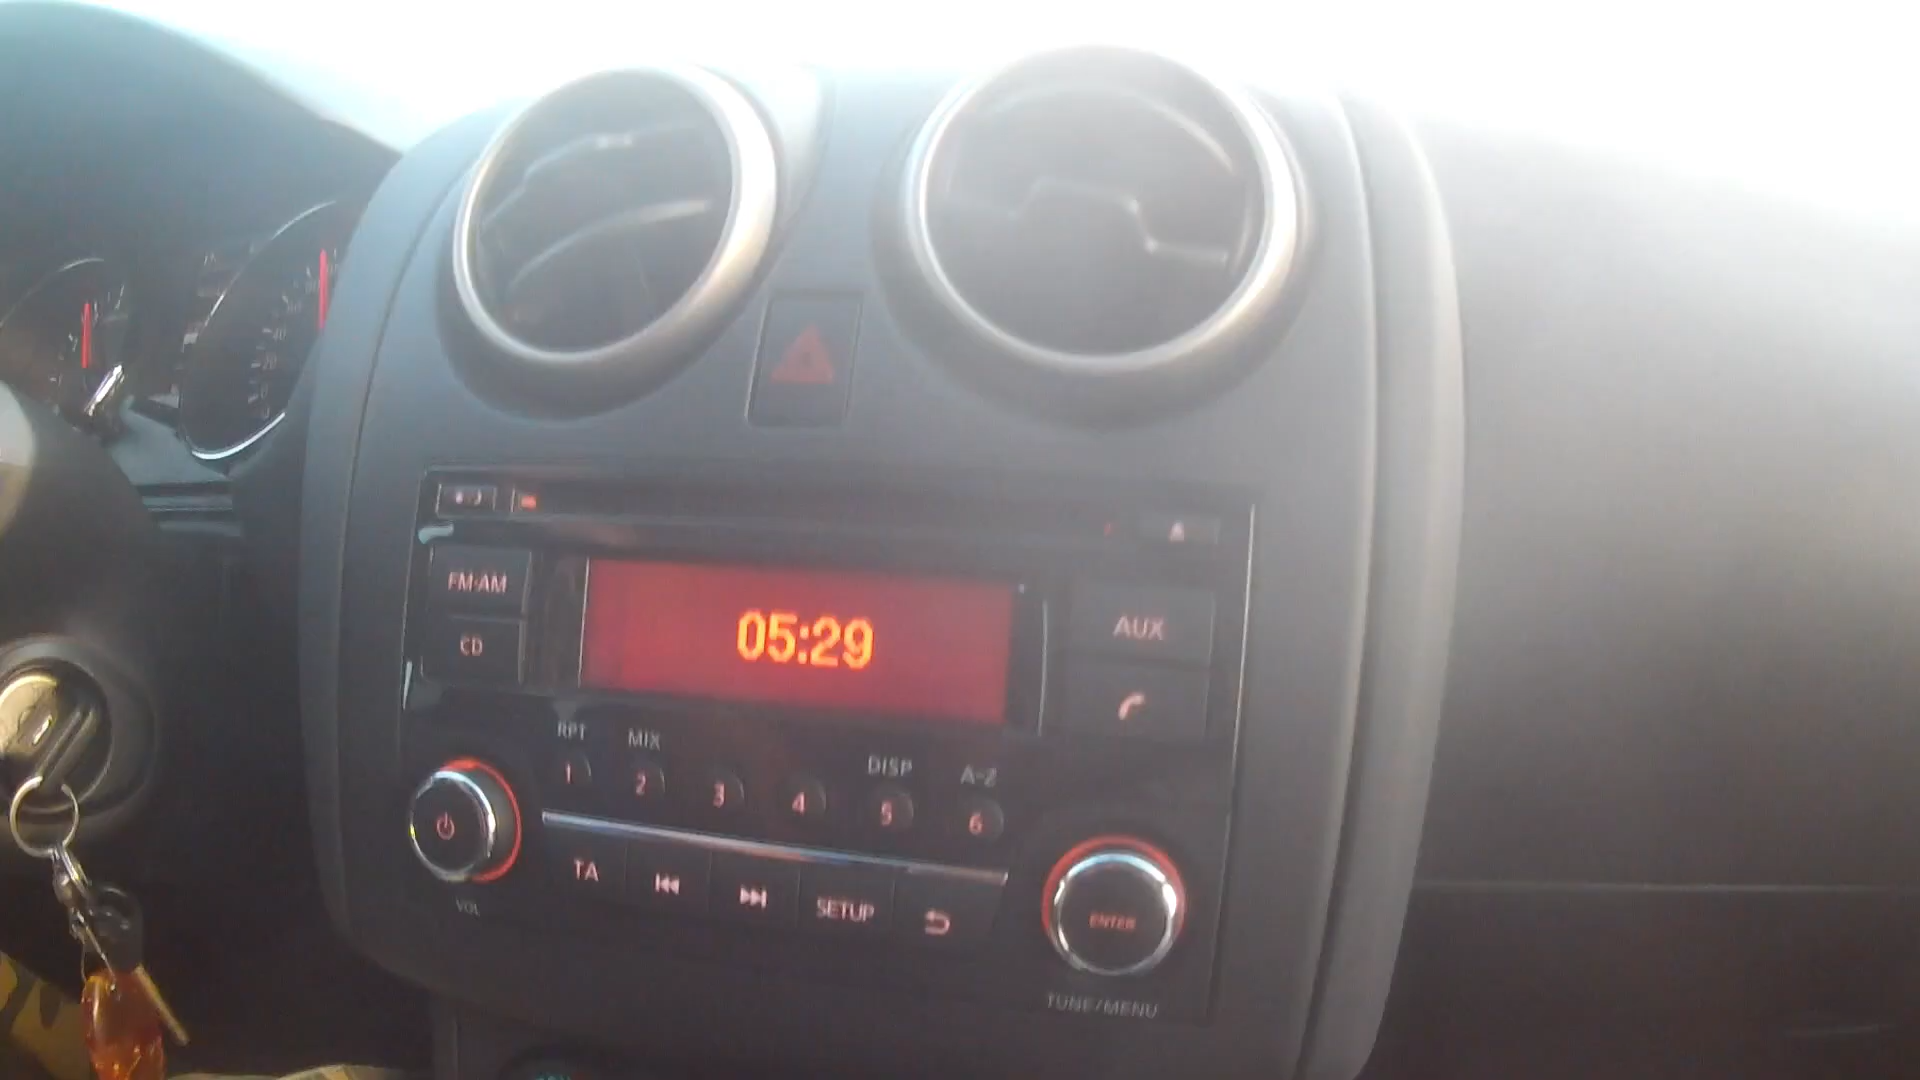 FM·AM
CD
05:29
AUX
RPT
MIX
DISP
A-Z
1
2
3
4
5
6
TA
SETUP
VOL
ENTER
TUNE/MENU